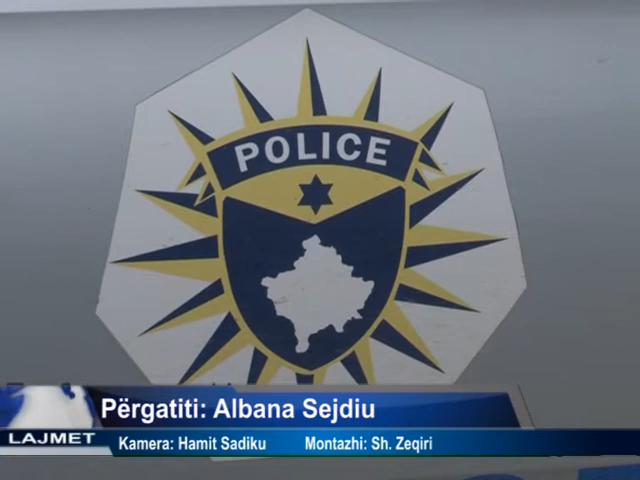 POLICE
Përgatiti: Albana Sejdiu
LAJMET
Kamera: Hamit Sadiku Montazhi: Sh. Zeqiri